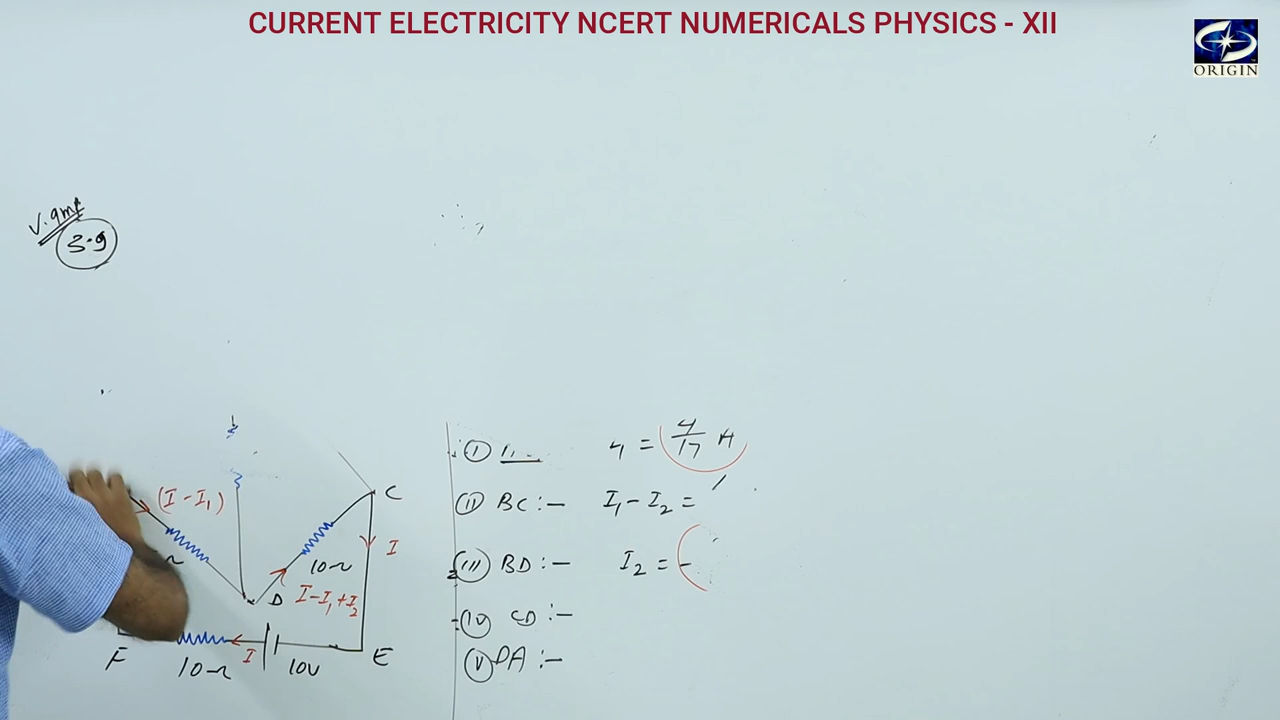 CURRENT ELECTRICITY NCERT NUMERICALS PHYSICS - XII
ORIGIN
V. Imp
3.9
(I - I₁)
C
10Ω
I
D
I-I₁+I₂
F
10Ω
I
10V
E
(i)
= 4/17 A
(ii) BC :- I₁ - I₂ =
(iii) BD :- I₂ = -
(iv) CD :-
(v) DA :-